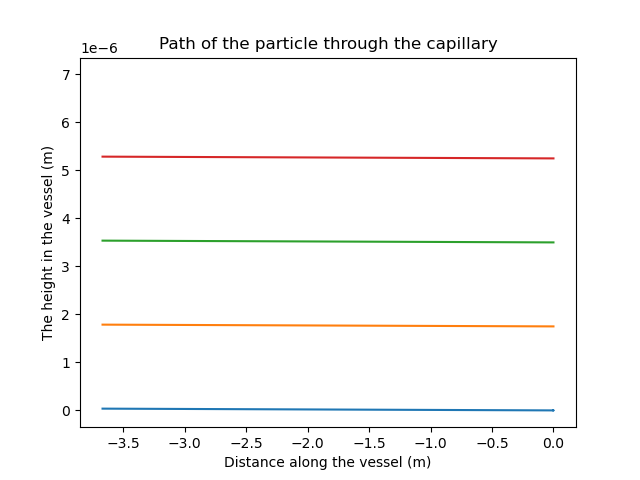 Path of the particle through the capillary
1e−6
7
6
5
4
3
2
1
0
The height in the vessel (m)
−3.5 −3.0 −2.5 −2.0 −1.5 −1.0 −0.5 0.0
Distance along the vessel (m)